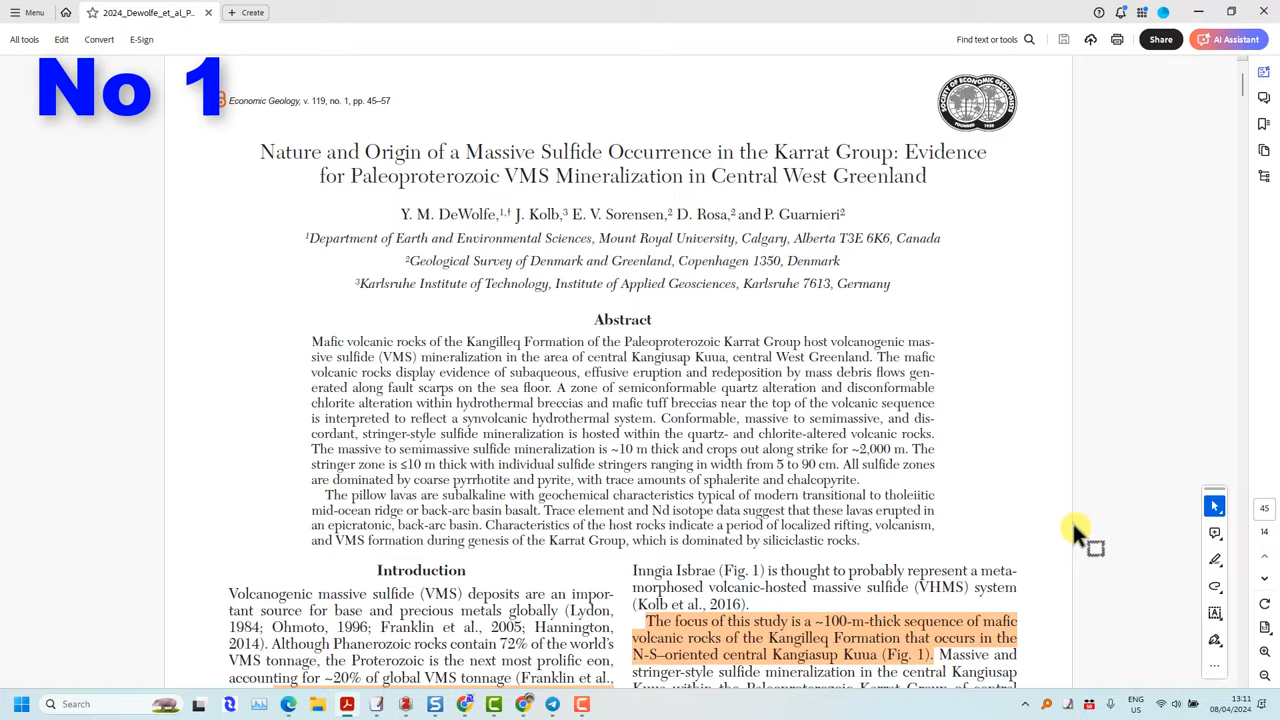 Menu
2024_Dewolfe_et_al_P...
Create
All tools
Edit
Convert
E-Sign
Find text or tools
Share
AI Assistant
No 1
Economic Geology, v. 119, no. 1, pp. 45–57
Nature and Origin of a Massive Sulfide Occurrence in the Karrat Group: Evidence
for Paleoproterozoic VMS Mineralization in Central West Greenland
Y. M. DeWolfe,1,† J. Kolb,3 E. V. Sorensen,2 D. Rosa,2 and P. Guarnieri2
1Department of Earth and Environmental Sciences, Mount Royal University, Calgary, Alberta T3E 6K6, Canada
2Geological Survey of Denmark and Greenland, Copenhagen 1350, Denmark
3Karlsruhe Institute of Technology, Institute of Applied Geosciences, Karlsruhe 7613, Germany
Abstract
Mafic volcanic rocks of the Kangilleq Formation of the Paleoproterozoic Karrat Group host volcanogenic mas-
sive sulfide (VMS) mineralization in the area of central Kangiusap Kuua, central West Greenland. The mafic
volcanic rocks display evidence of subaqueous, effusive eruption and redeposition by mass debris flows gen-
erated along fault scarps on the sea floor. A zone of semiconformable quartz alteration and disconformable
chlorite alteration within hydrothermal breccias and mafic tuff breccias near the top of the volcanic sequence
is interpreted to reflect a synvolcanic hydrothermal system. Conformable, massive to semimassive, and dis-
cordant, stringer-style sulfide mineralization is hosted within the quartz- and chlorite-altered volcanic rocks.
The massive to semimassive sulfide mineralization is ~10 m thick and crops out along strike for ~2,000 m. The
stringer zone is ≤10 m thick with individual sulfide stringers ranging in width from 5 to 90 cm. All sulfide zones
are dominated by coarse pyrrhotite and pyrite, with trace amounts of sphalerite and chalcopyrite.
The pillow lavas are subalkaline with geochemical characteristics typical of modern transitional to tholeiitic
mid-ocean ridge or back-arc basin basalt. Trace element and Nd isotope data suggest that these lavas erupted in
an epicratonic, back-arc basin. Characteristics of the host rocks indicate a period of localized rifting, volcanism,
and VMS formation during genesis of the Karrat Group, which is dominated by siliciclastic rocks.
Introduction
Volcanogenic massive sulfide (VMS) deposits are an impor-
tant source for base and precious metals globally (Lydon,
1984; Ohmoto, 1996; Franklin et al., 2005; Hannington,
2014). Although Phanerozoic rocks contain 72% of the world's
VMS tonnage, the Proterozoic is the next most prolific eon,
accounting for ~20% of global VMS tonnage (Franklin et al.,
Inngia Isbrae (Fig. 1) is thought to probably represent a meta-
morphosed volcanic-hosted massive sulfide (VHMS) system
(Kolb et al., 2016).
The focus of this study is a ~100-m-thick sequence of mafic
volcanic rocks of the Kangilleq Formation that occurs in the
N-S–oriented central Kangiasup Kuua (Fig. 1). Massive and
stringer-style sulfide mineralization in the central Kangiasup
45
14
Search
ENG
US
13:11
08/04/2024